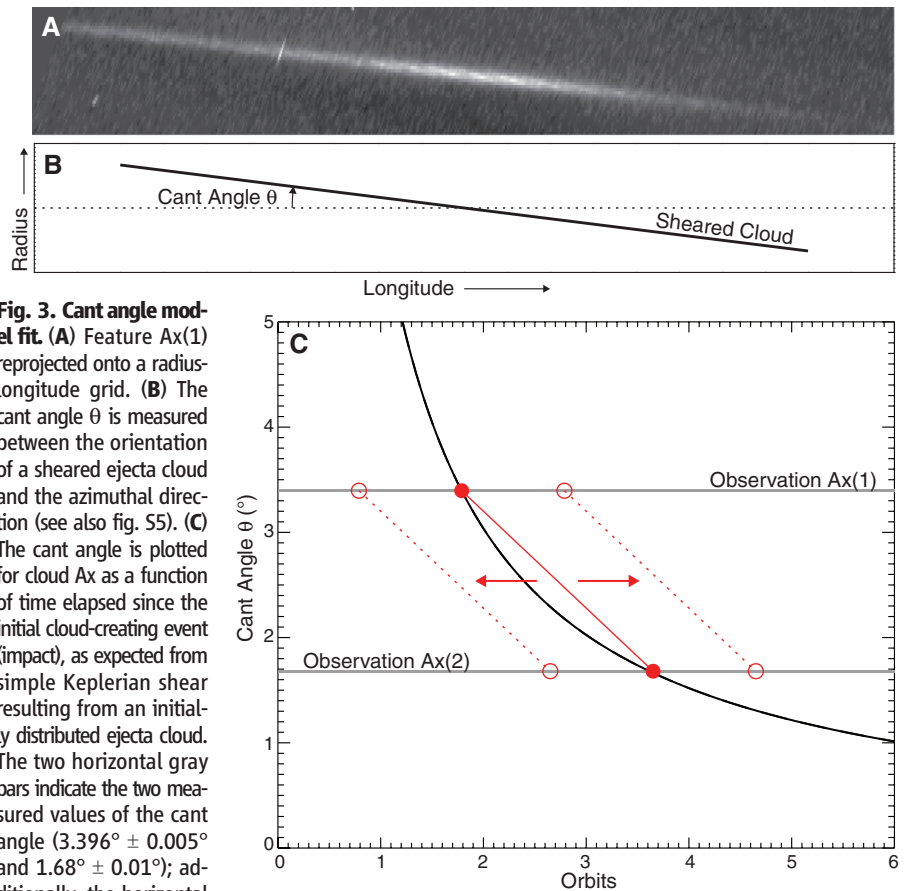 A
B
Radius
Cant Angle θ
Sheared Cloud
Longitude
Fig. 3. Cant angle mod-
el fit. (A) Feature Ax(1)
reprojected onto a radius-
longitude grid. (B) The
cant angle θ is measured
between the orientation
of a sheared ejecta cloud
and the azimuthal direc-
tion (see also fig. S5). (C)
The cant angle is plotted
for cloud Ax as a function
of time elapsed since the
initial cloud-creating event
(impact), as expected from
simple Keplerian shear
resulting from an initial-
ly distributed ejecta cloud.
The two horizontal gray
bars indicate the two mea-
sured values of the cant
angle (3.396° ± 0.005°
and 1.68° ± 0.01°); ad-
ditionally, the horizontal
C
5
4
3
2
1
0
Cant Angle θ (°)
Observation Ax(1)
Observation Ax(2)
0 1 2 3 4 5 6
Orbits